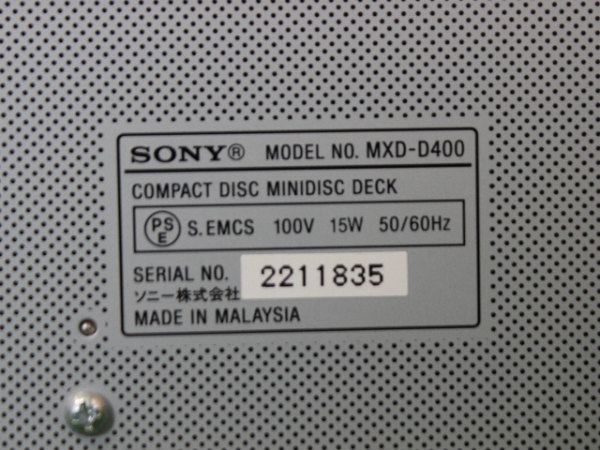 SONY® MODEL NO. MXD-D400
COMPACT DISC MINIDISC DECK
PSE S. EMCS 100V 15W 50/60Hz
SERIAL NO. 2211835
ソニー株式会社
MADE IN MALAYSIA